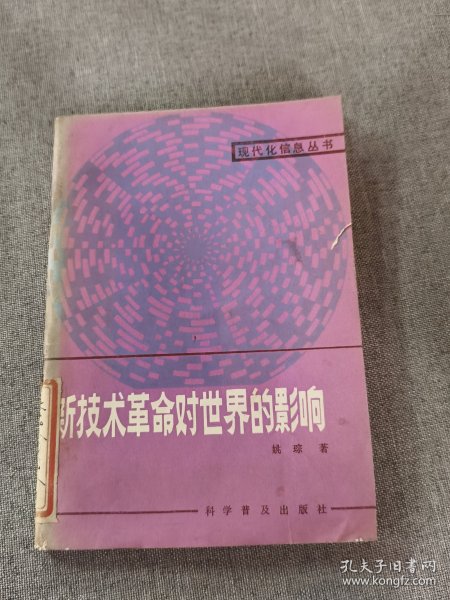 现代化信息丛书
新技术革命对世界的影响
姚琮 著
科学普及出版社
孔夫子旧书网
www.kongfz.com